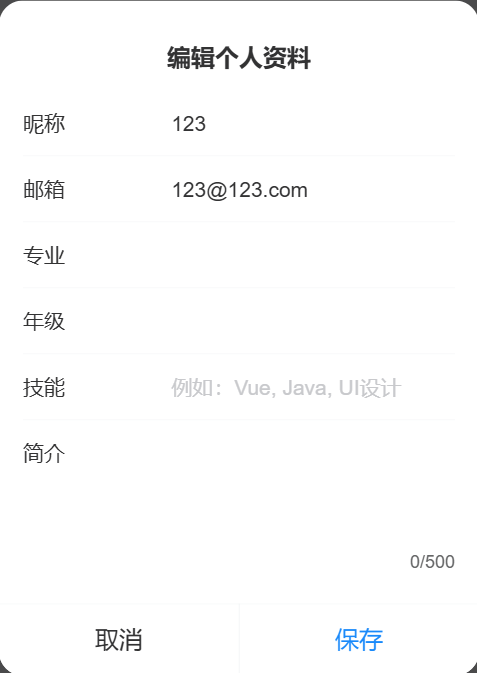 编辑个人资料
昵称 123
邮箱 123@123.com
专业
年级
技能 例如：Vue, Java, UI设计
简介
0/500
取消 保存